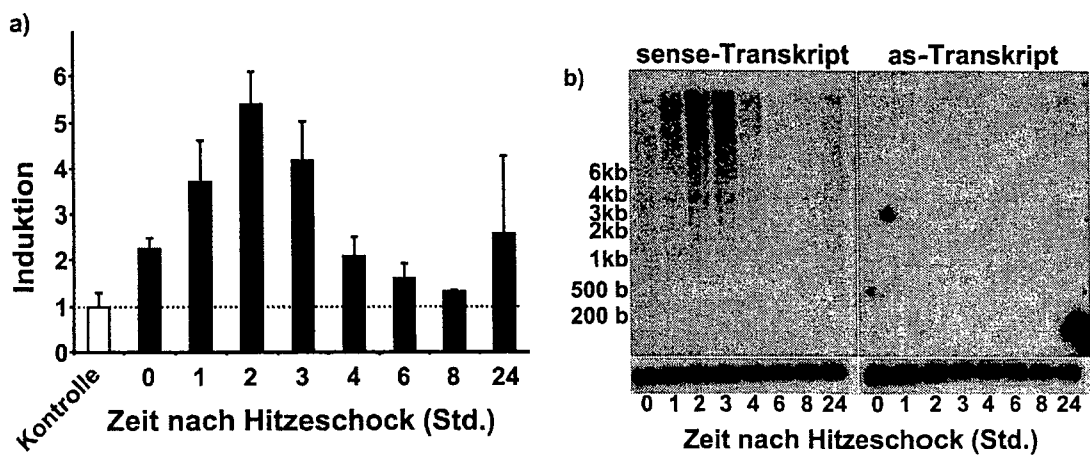 a)
Induktion
6
5
4
3
2
1
0
Kontrolle
0 1 2 3 4 6 8 24
Zeit nach Hitzeschock (Std.)
b)
sense-Transkript as-Transkript
6kb
4kb
3kb
2kb
1kb
500 b
200 b
0 1 2 3 4 6 8 24 0 1 2 3 4 6 8 24
Zeit nach Hitzeschock (Std.)